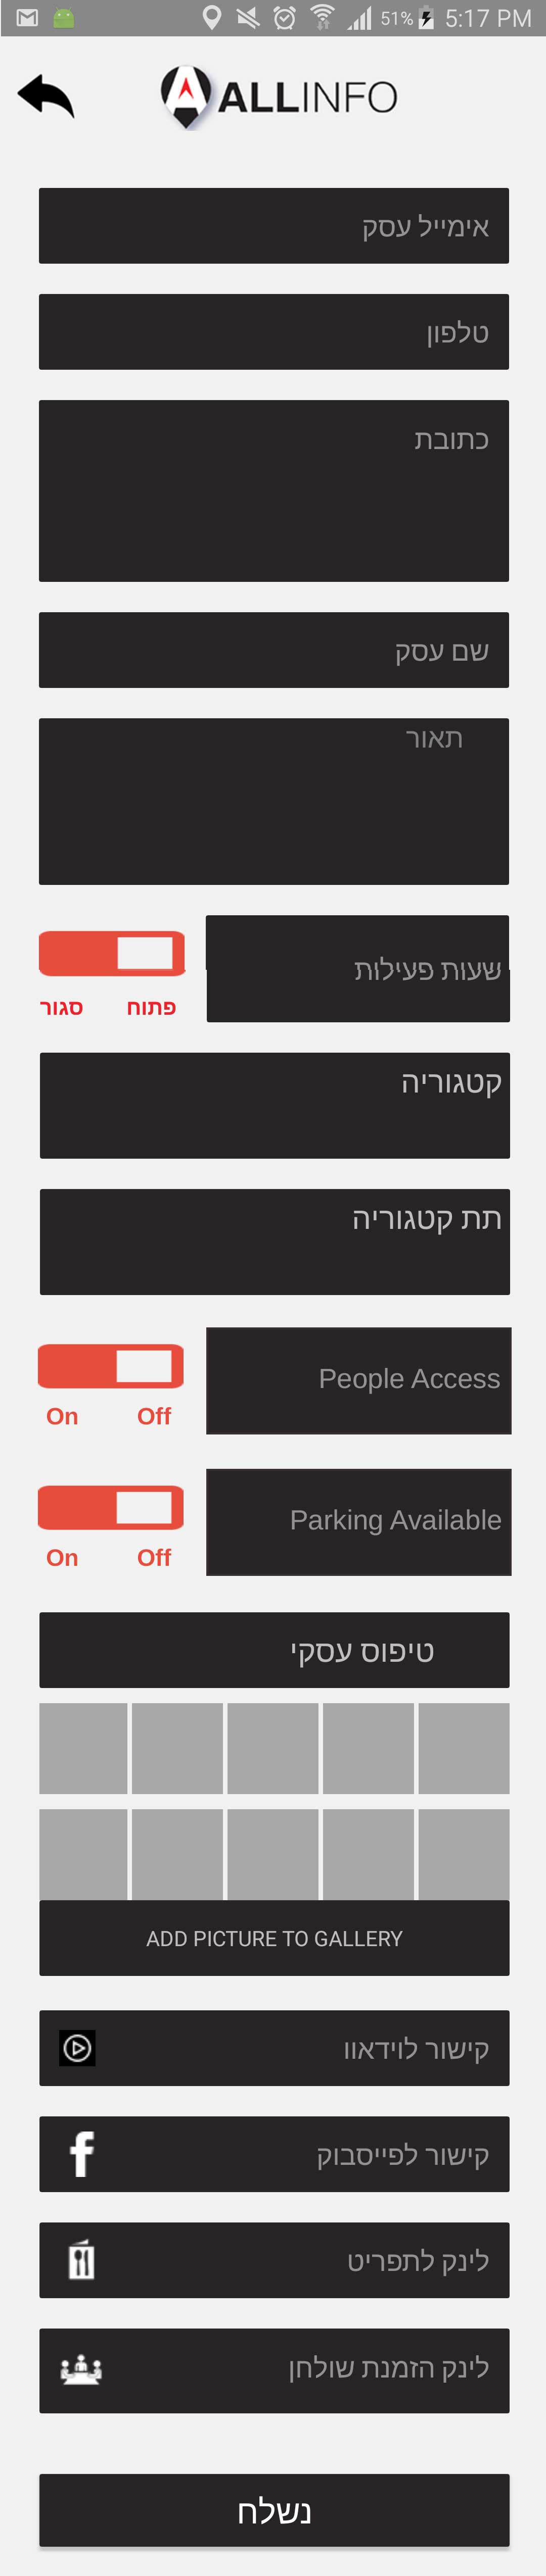 51% 5:17 PM
ALLINFO
אימייל עסק
טלפון
כתובת
שם עסק
תאור
שעות פעילות
פתוח
סגור
קטגוריה
תת קטגוריה
People Access
On Off
Parking Available
On Off
טיפוס עסקי
ADD PICTURE TO GALLERY
קישור לוידאוו
קישור לפייסבוק
לינק לתפריט
לינק הזמנת שולחן
נשלח